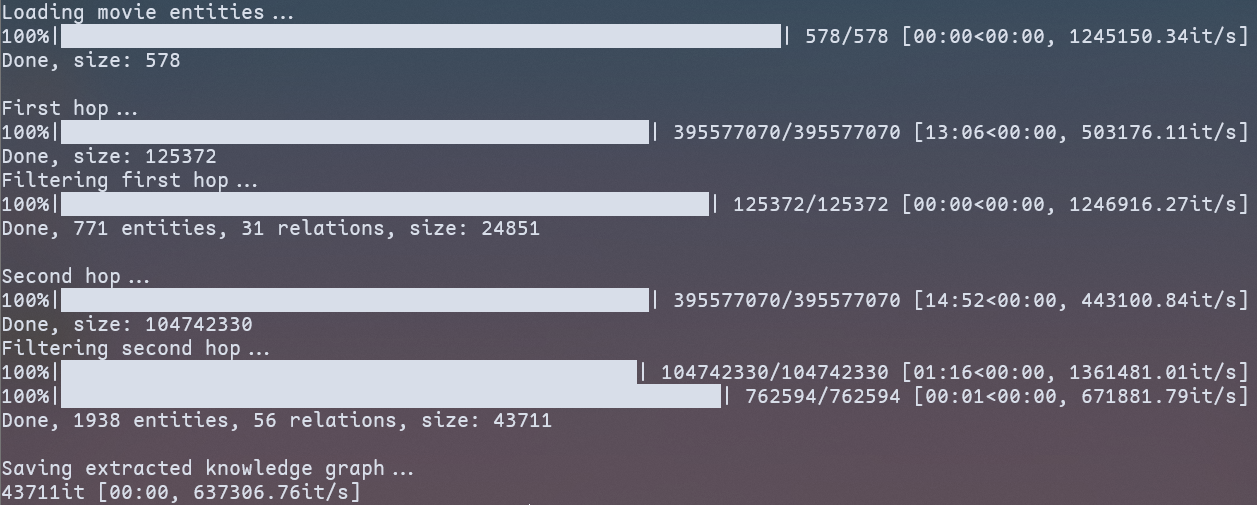 Loading movie entities...
100%| | 578/578 [00:00<00:00, 1245150.34it/s]
Done, size: 578
First hop...
100%| | 395577070/395577070 [13:06<00:00, 503176.11it/s]
Done, size: 125372
Filtering first hop...
100%| | 125372/125372 [00:00<00:00, 1246916.27it/s]
Done, 771 entities, 31 relations, size: 24851
Second hop...
100%| | 395577070/395577070 [14:52<00:00, 443100.84it/s]
Done, size: 104742330
Filtering second hop...
100%| | 104742330/104742330 [01:16<00:00, 1361481.01it/s]
100%| | 762594/762594 [00:01<00:00, 671881.79it/s]
Done, 1938 entities, 56 relations, size: 43711
Saving extracted knowledge graph...
43711it [00:00, 637306.76it/s]